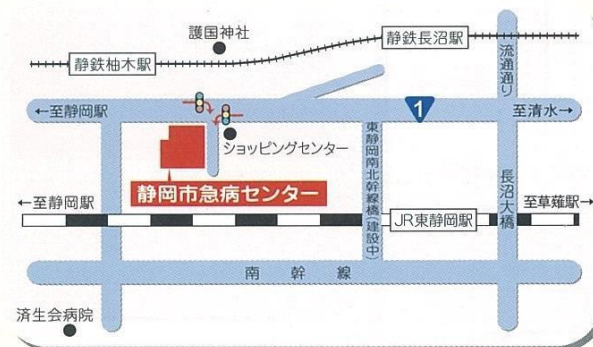 護国神社
静鉄長沼駅
静鉄柚木駅
流通通り
←至静岡駅
1
至清水→
ショッピングセンター
東静岡南北幹線橋(建設中)
長沼大橋
静岡市急病センター
←至静岡駅
JR東静岡駅
至草薙駅→
南幹線
済生会病院